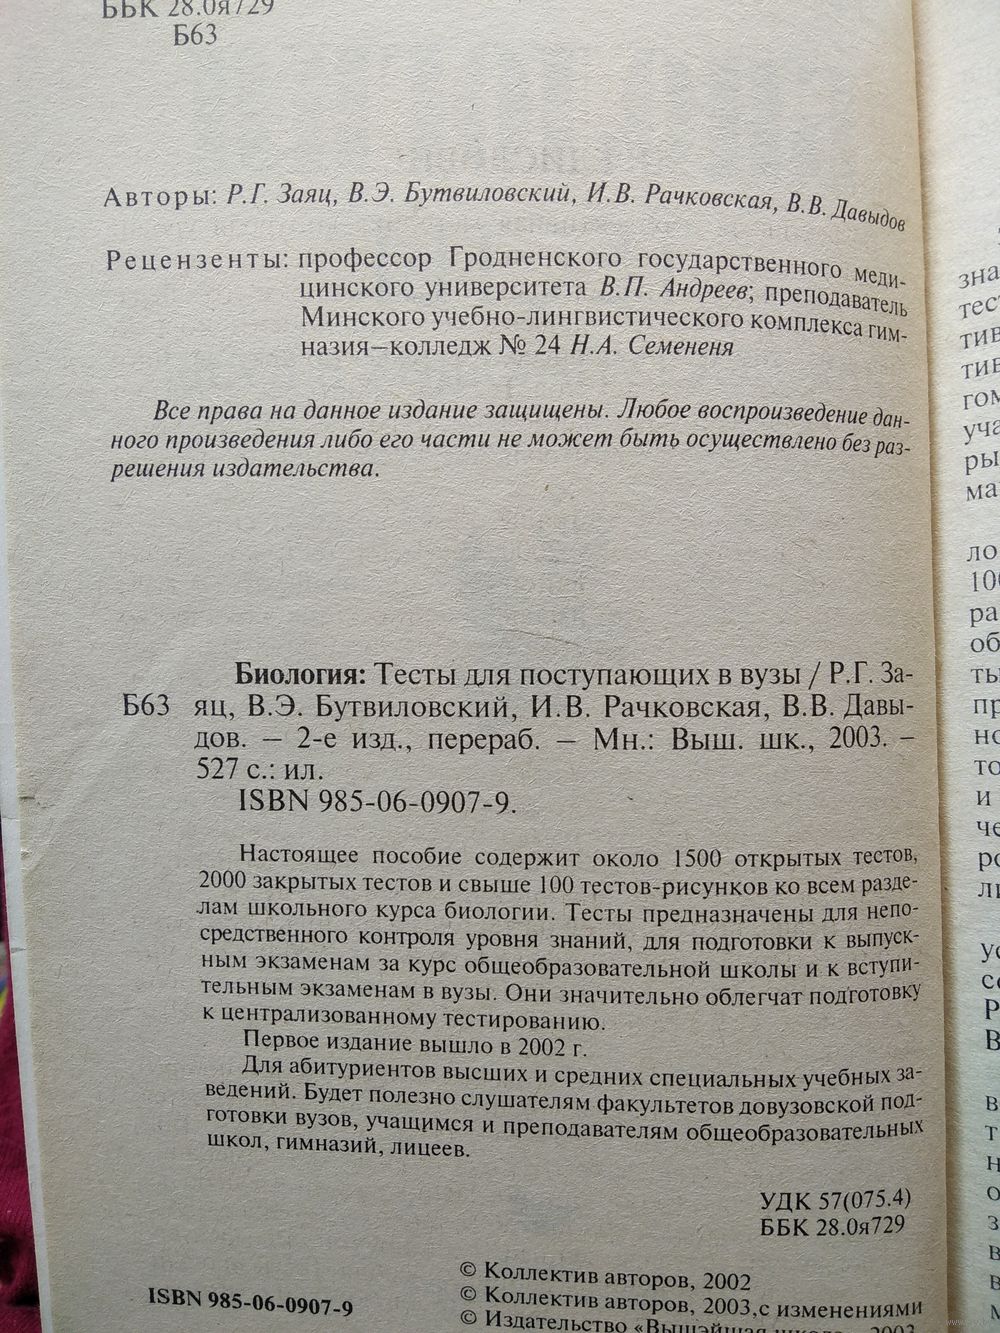 ББК 28.0я729
Б63
Авторы: Р.Г. Заяц, В.Э. Бутвиловский, И.В. Рачковская, В.В. Давыдов
Рецензенты: профессор Гродненского государственного меди-
цинского университета В.П. Андреев; преподаватель
Минского учебно-лингвистического комплекса гим-
назия–колледж № 24 Н.А. Семененя
Все права на данное издание защищены. Любое воспроизведение дан-
ного произведения либо его части не может быть осуществлено без раз-
решения издательства.
Биология: Тесты для поступающих в вузы / Р.Г. За-
Б63 яц, В.Э. Бутвиловский, И.В. Рачковская, В.В. Давы-
дов. – 2-е изд., перераб. – Мн.: Выш. шк., 2003. –
527 с.: ил.
ISBN 985-06-0907-9.
Настоящее пособие содержит около 1500 открытых тестов,
2000 закрытых тестов и свыше 100 тестов-рисунков ко всем разде-
лам школьного курса биологии. Тесты предназначены для непо-
средственного контроля уровня знаний, для подготовки к выпуск-
ным экзаменам за курс общеобразовательной школы и к вступи-
тельным экзаменам в вузы. Они значительно облегчат подготовку
к централизованному тестированию.
Первое издание вышло в 2002 г.
Для абитуриентов высших и средних специальных учебных за-
ведений. Будет полезно слушателям факультетов довузовской под-
готовки вузов, учащимся и преподавателям общеобразовательных
школ, гимназий, лицеев.
УДК 57(075.4)
ББК 28.0я729
© Коллектив авторов, 2002
© Коллектив авторов, 2003, с изменениями
ISBN 985-06-0907-9
© Издательство «Вышэйшая школа», 2003